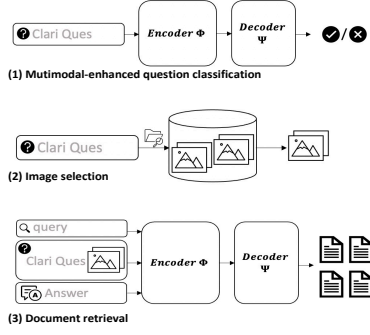 Clari Ques
Encoder Φ
Decoder
Ψ
/
(1) Mutimodal-enhanced question classification
Clari Ques
(2) Image selection
query
Clari Ques
Answer
Encoder Φ
Decoder
Ψ
(3) Document retrieval